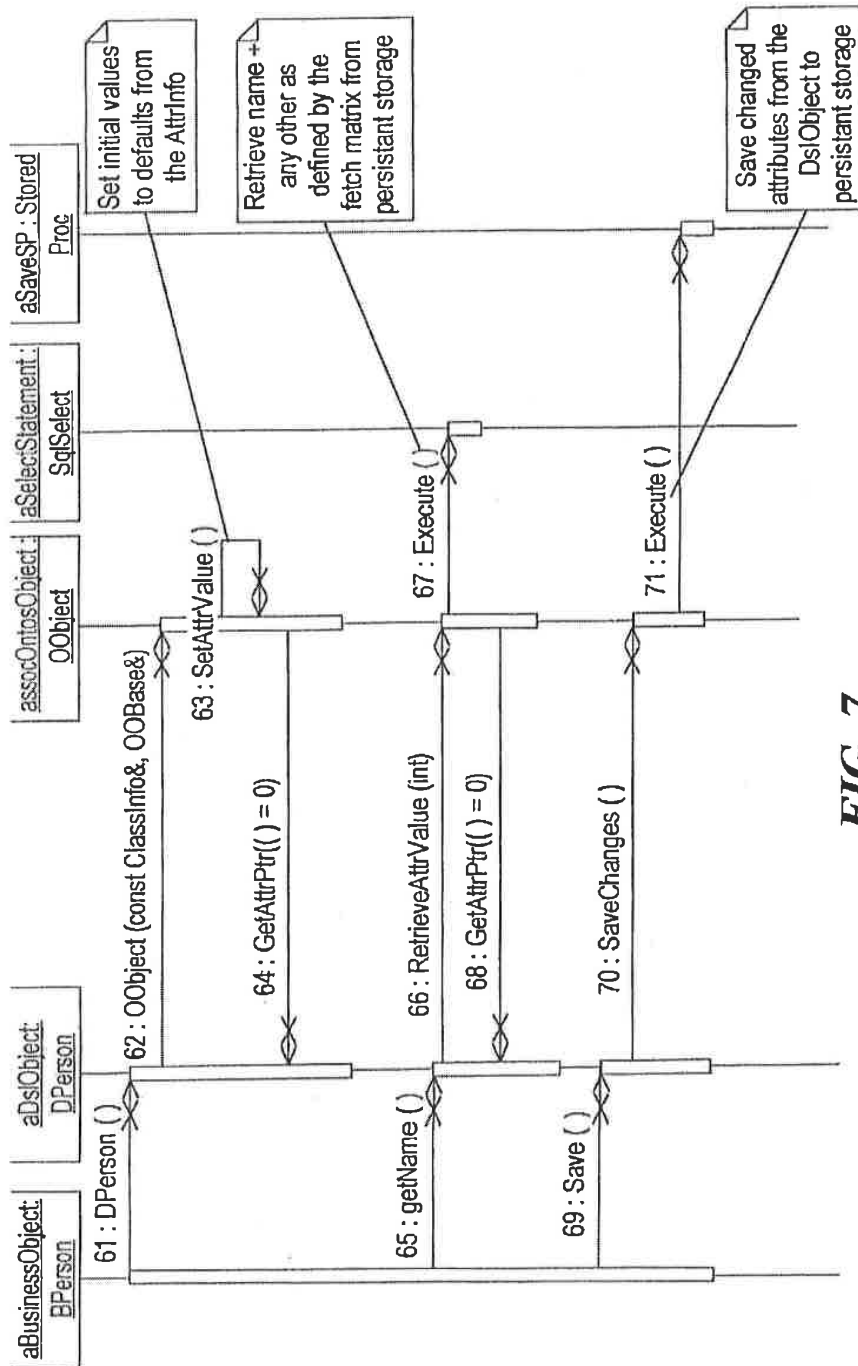 aBusinessObject:
BPerson
aDslObject:
DPerson
assocOntosObject:
OObject
aSelectStatement:
SqlSelect
aSaveSP : Stored
Proc
61 : DPerson ( )
62 : OObject (const ClassInfo&, OOBase&)
63 : SetAttrValue ( )
Set initial values
to defaults from
the AttrInfo
64 : GetAttrPtr(( ) = 0)
65 : getName ( )
66 : RetrieveAttrValue (int)
67 : Execute ( )
Retrieve name +
any other as
defined by the
fetch matrix from
persistant storage
68 : GetAttrPtr(( ) = 0)
69 : Save ( )
70 : SaveChanges ( )
71 : Execute ( )
Save changed
attributes from the
DslObject to
persistant storage
FIG. 7